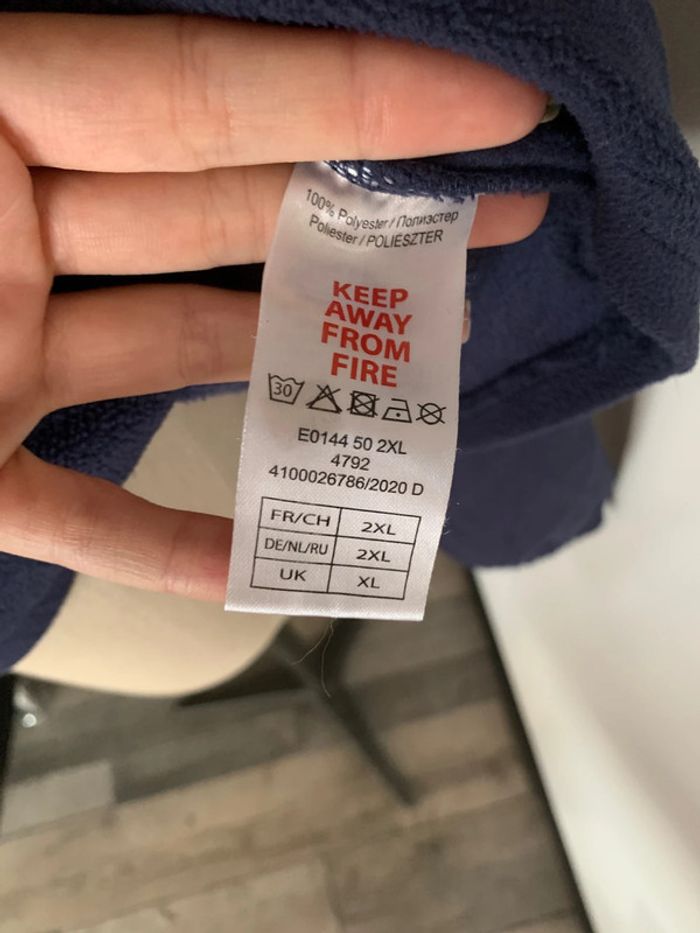 100% Polyester / Полиэстер
Poliester / POLIÉSZTER
KEEP
AWAY
FROM
FIRE
30
E0144 50 2XL
4792
4100026786/2020 D
FR/CH 2XL
DE/NL/RU 2XL
UK XL